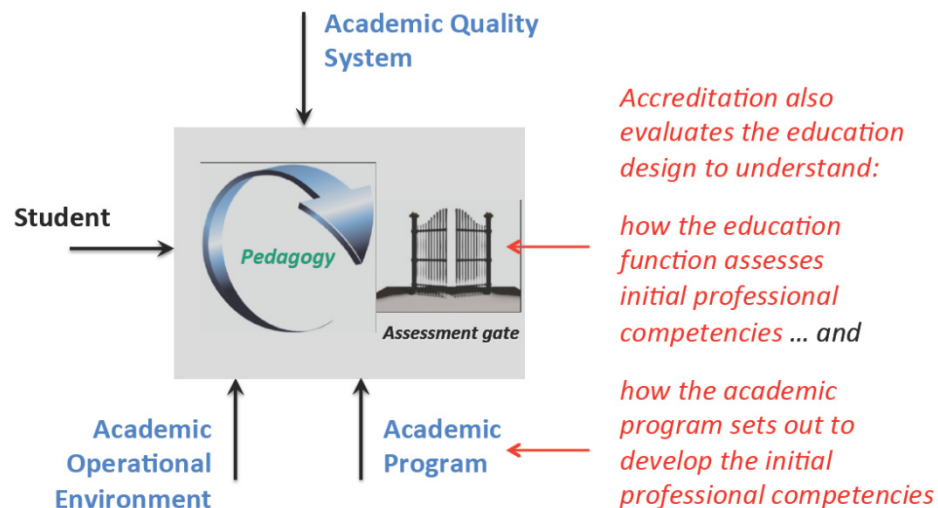 Academic Quality
System
Accreditation also
evaluates the education
design to understand:
Student
Pedagogy
how the education
function assesses
initial professional
competencies ... and
Assessment gate
Academic
Operational
Environment
Academic
Program
how the academic
program sets out to
develop the initial
professional competencies